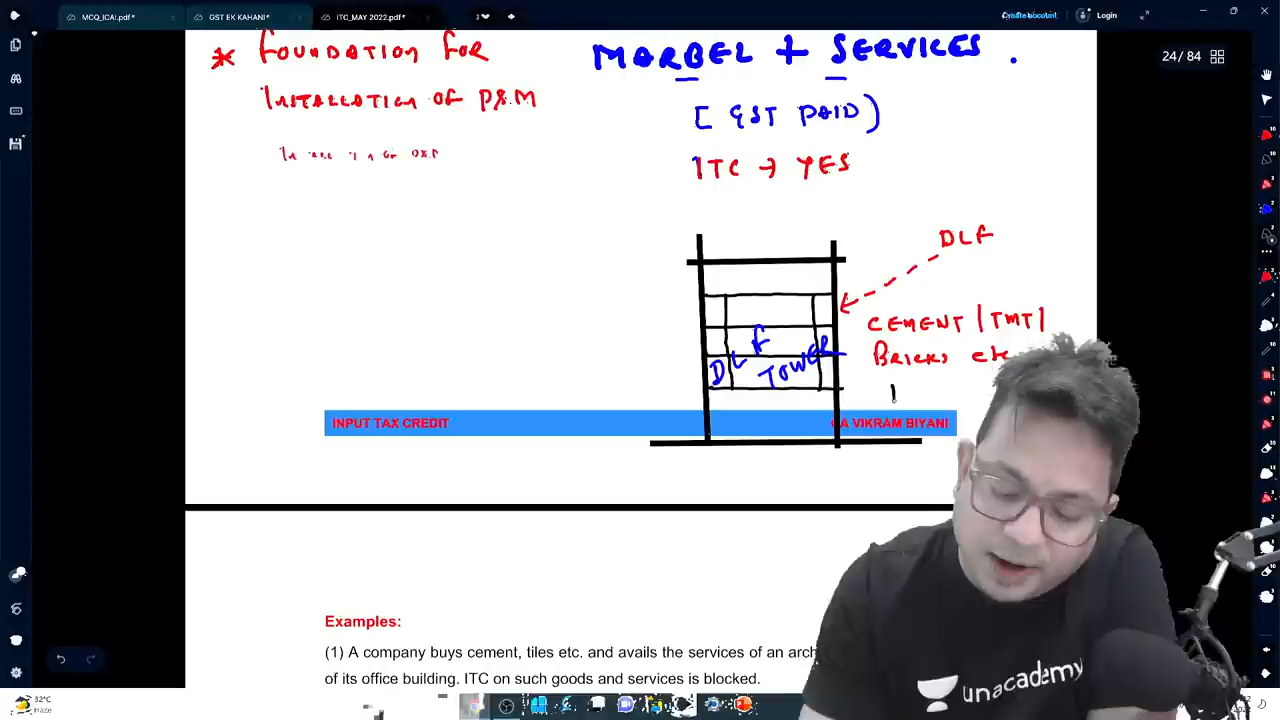 MCQ_ICAI.pdf*
GST EK KAHANI*
ITC_MAY 2022.pdf*
3
Login
24 / 84
* FOUNDATION FOR
INSTALLATION OF P&M
MARBEL + SERVICES.
[GST PAID)
ITC → YES
DLF
CEMENT | TMT |
BRICKS etc
DLF
TOWER
INPUT TAX CREDIT
CA VIKRAM BIYANI
Examples:
(1) A company buys cement, tiles etc. and avails the services of an arch
of its office building. ITC on such goods and services is blocked.
unacademy
32°C
Haze